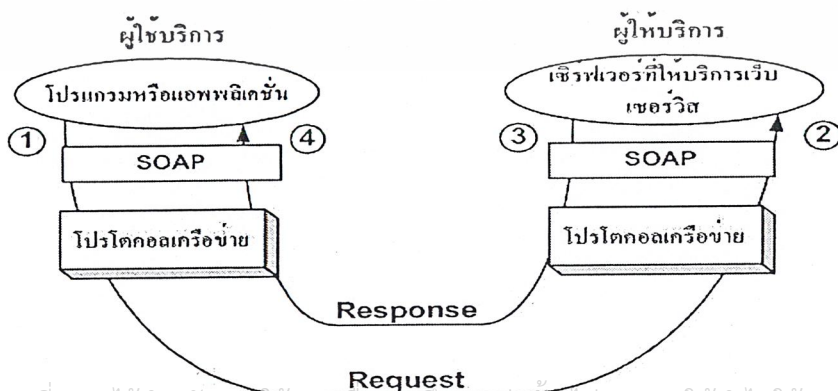 ผู้ใช้บริการ
ผู้ให้บริการ
โปรแกรมหรือแอพพลิเคชั่น
เซิร์ฟเวอร์ที่ให้บริการเว็บ
เซอร์วิส
1
4
3
2
SOAP
SOAP
โปรโตคอลเครือข่าย
โปรโตคอลเครือข่าย
Response
Request